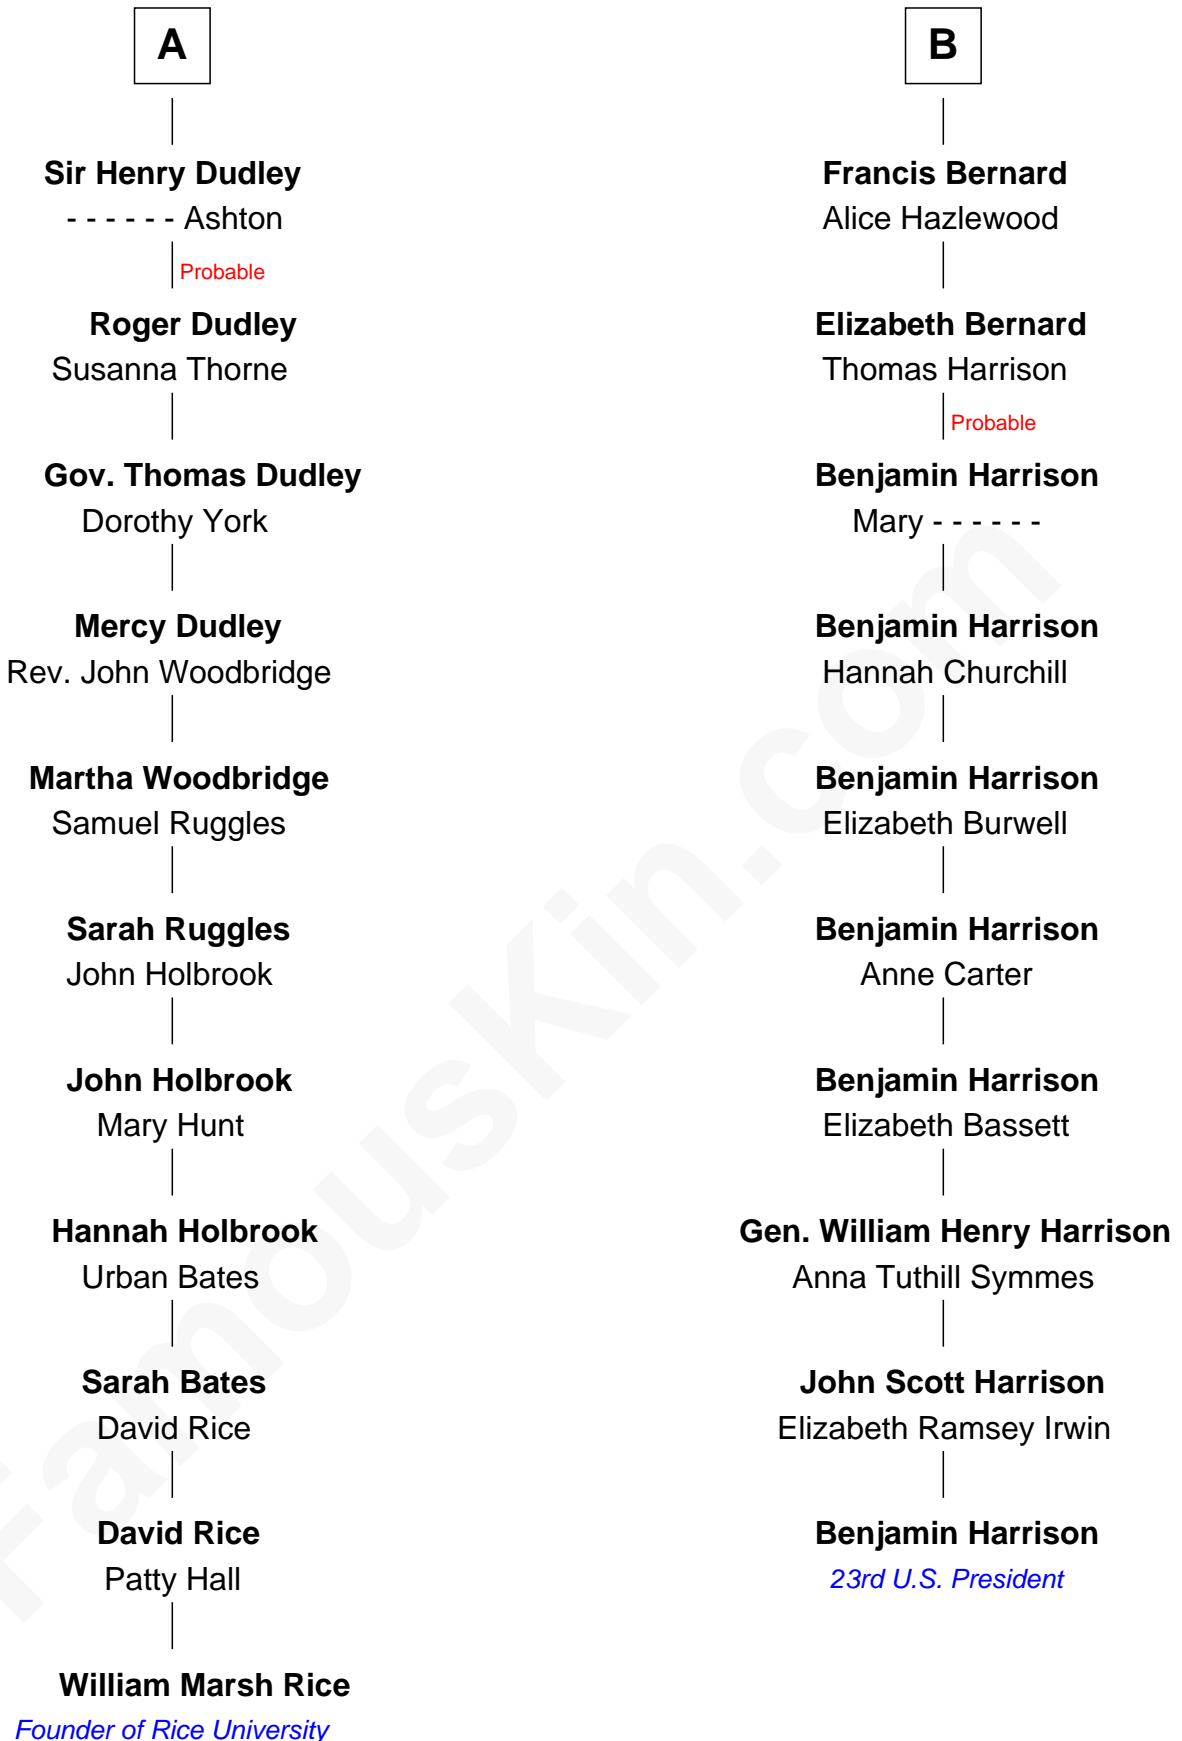 A
Sir Henry Dudley
- - - - - - Ashton
Probable
Roger Dudley
Susanna Thorne
Gov. Thomas Dudley
Dorothy York
Mercy Dudley
Rev. John Woodbridge
Martha Woodbridge
Samuel Ruggles
Sarah Ruggles
John Holbrook
John Holbrook
Mary Hunt
Hannah Holbrook
Urban Bates
Sarah Bates
David Rice
David Rice
Patty Hall
William Marsh Rice
Founder of Rice University
B
Francis Bernard
Alice Hazlewood
Elizabeth Bernard
Thomas Harrison
Probable
Benjamin Harrison
Mary - - - - - -
Benjamin Harrison
Hannah Churchill
Benjamin Harrison
Elizabeth Burwell
Benjamin Harrison
Anne Carter
Benjamin Harrison
Elizabeth Bassett
Gen. William Henry Harrison
Anna Tuthill Symmes
John Scott Harrison
Elizabeth Ramsey Irwin
Benjamin Harrison
23rd U.S. President
FamousKin.com